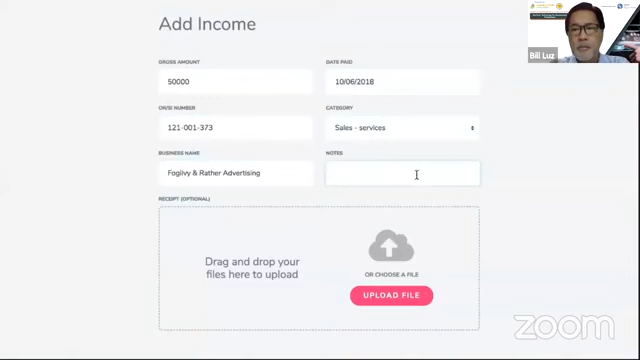 Add Income
GROSS AMOUNT
DATE PAID
50000
10/06/2018
OR/SI NUMBER
CATEGORY
121-001-373
Sales - services
BUSINESS NAME
NOTES
Fogilvy & Rather Advertising
RECEIPT (OPTIONAL)
Drag and drop your
files here to upload
OR CHOOSE A FILE
UPLOAD FILE
Bill Luz
zoom